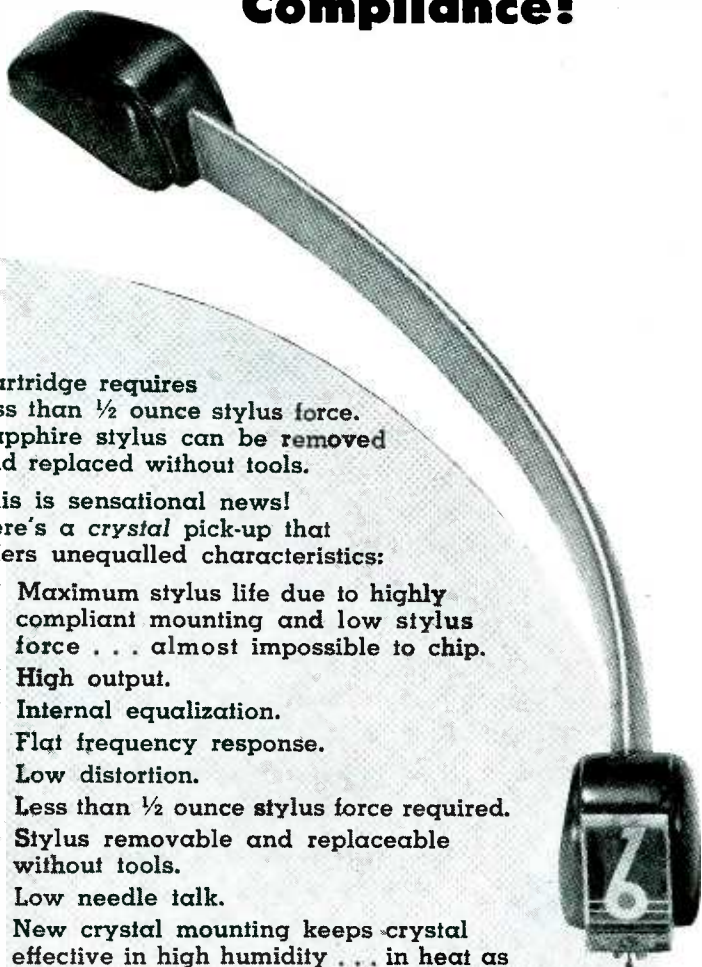 Compliance!
artridge requires
ss than ½ ounce stylus force.
apphire stylus can be removed
d replaced without tools.
is is sensational news!
re's a crystal pick-up that
ers unequalled characteristics:
Maximum stylus life due to highly
compliant mounting and low stylus
force . . . almost impossible to chip.
High output.
Internal equalization.
Flat frequency response.
Low distortion.
Less than ½ ounce stylus force required.
Stylus removable and replaceable
without tools.
Low needle talk.
New crystal mounting keeps crystal
effective in high humidity . . . in heat as